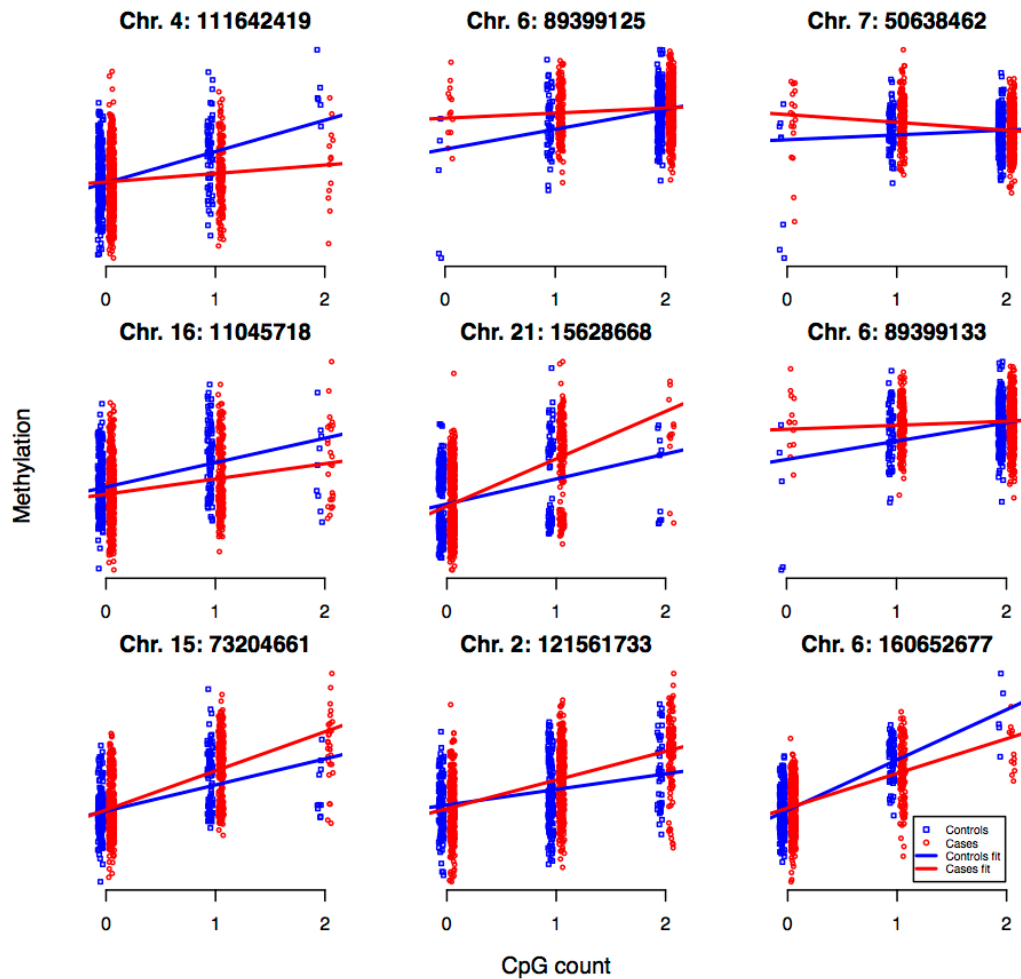 Chr. 4: 111642419
Chr. 6: 89399125
Chr. 7: 50638462
0 1 2
0 1 2
0 1 2
Chr. 16: 11045718
Chr. 21: 15628668
Chr. 6: 89399133
Methylation
0 1 2
0 1 2
0 1 2
Chr. 15: 73204661
Chr. 2: 121561733
Chr. 6: 160652677
Controls
Cases
Controls fit
Cases fit
0 1 2
0 1 2
0 1 2
CpG count